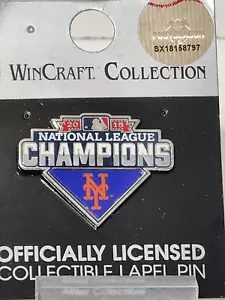 SX18158797
WINCRAFT COLLECTION
20 15
NATIONAL LEAGUE
CHAMPIONS
NY
OFFICIALLY LICENSED
COLLECTIBLE LAPEL PIN